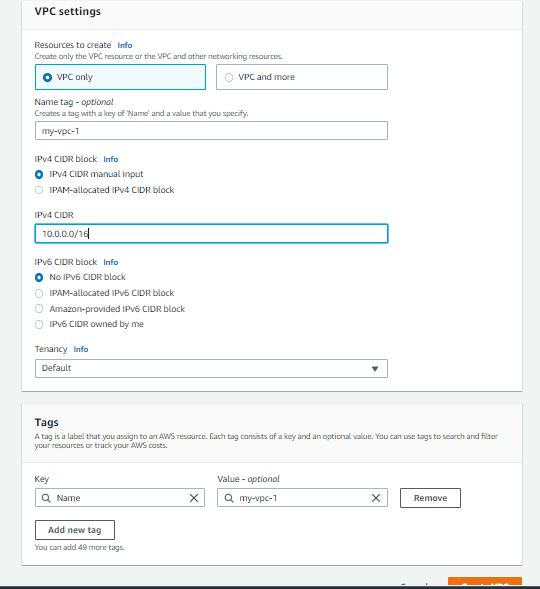 VPC settings
Resources to create Info
Create only the VPC resource or the VPC and other networking resources.
VPC only
VPC and more
Name tag - optional
Creates a tag with a key of 'Name' and a value that you specify.
my-vpc-1
IPv4 CIDR block Info
IPv4 CIDR manual input
IPAM-allocated IPv4 CIDR block
IPv4 CIDR
10.0.0.0/16
IPv6 CIDR block Info
No IPv6 CIDR block
IPAM-allocated IPv6 CIDR block
Amazon-provided IPv6 CIDR block
IPv6 CIDR owned by me
Tenancy Info
Default
Tags
A tag is a label that you assign to an AWS resource. Each tag consists of a key and an optional value. You can use tags to search and filter
your resources or track your AWS costs.
Key
Value - optional
Name
my-vpc-1
Remove
Add new tag
You can add 49 more tags.